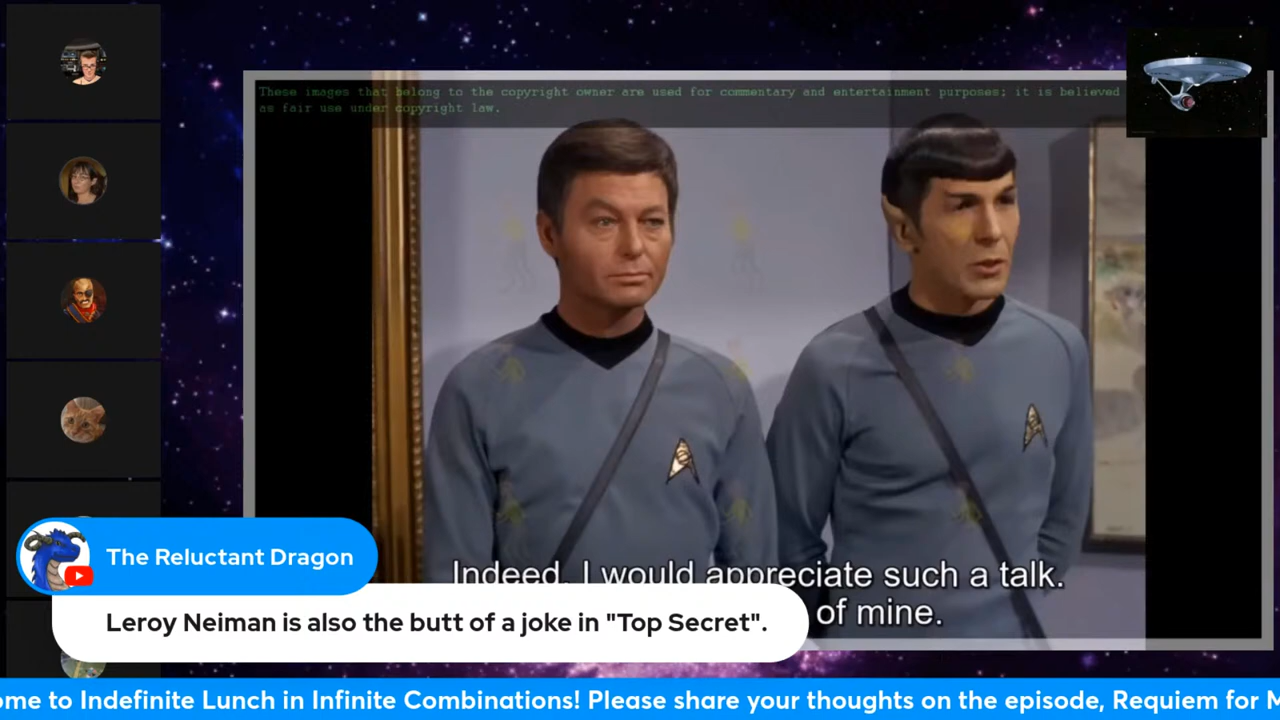 These images that belong to the copyright owner are used for commentary and entertainment purposes; it is believed
as fair use under copyright law.
Indeed, I would appreciate such a talk.
of mine.
The Reluctant Dragon
Leroy Neiman is also the butt of a joke in "Top Secret".
to Indefinite Lunch in Infinite Combinations! Please share your thoughts on the episode, Requiem for